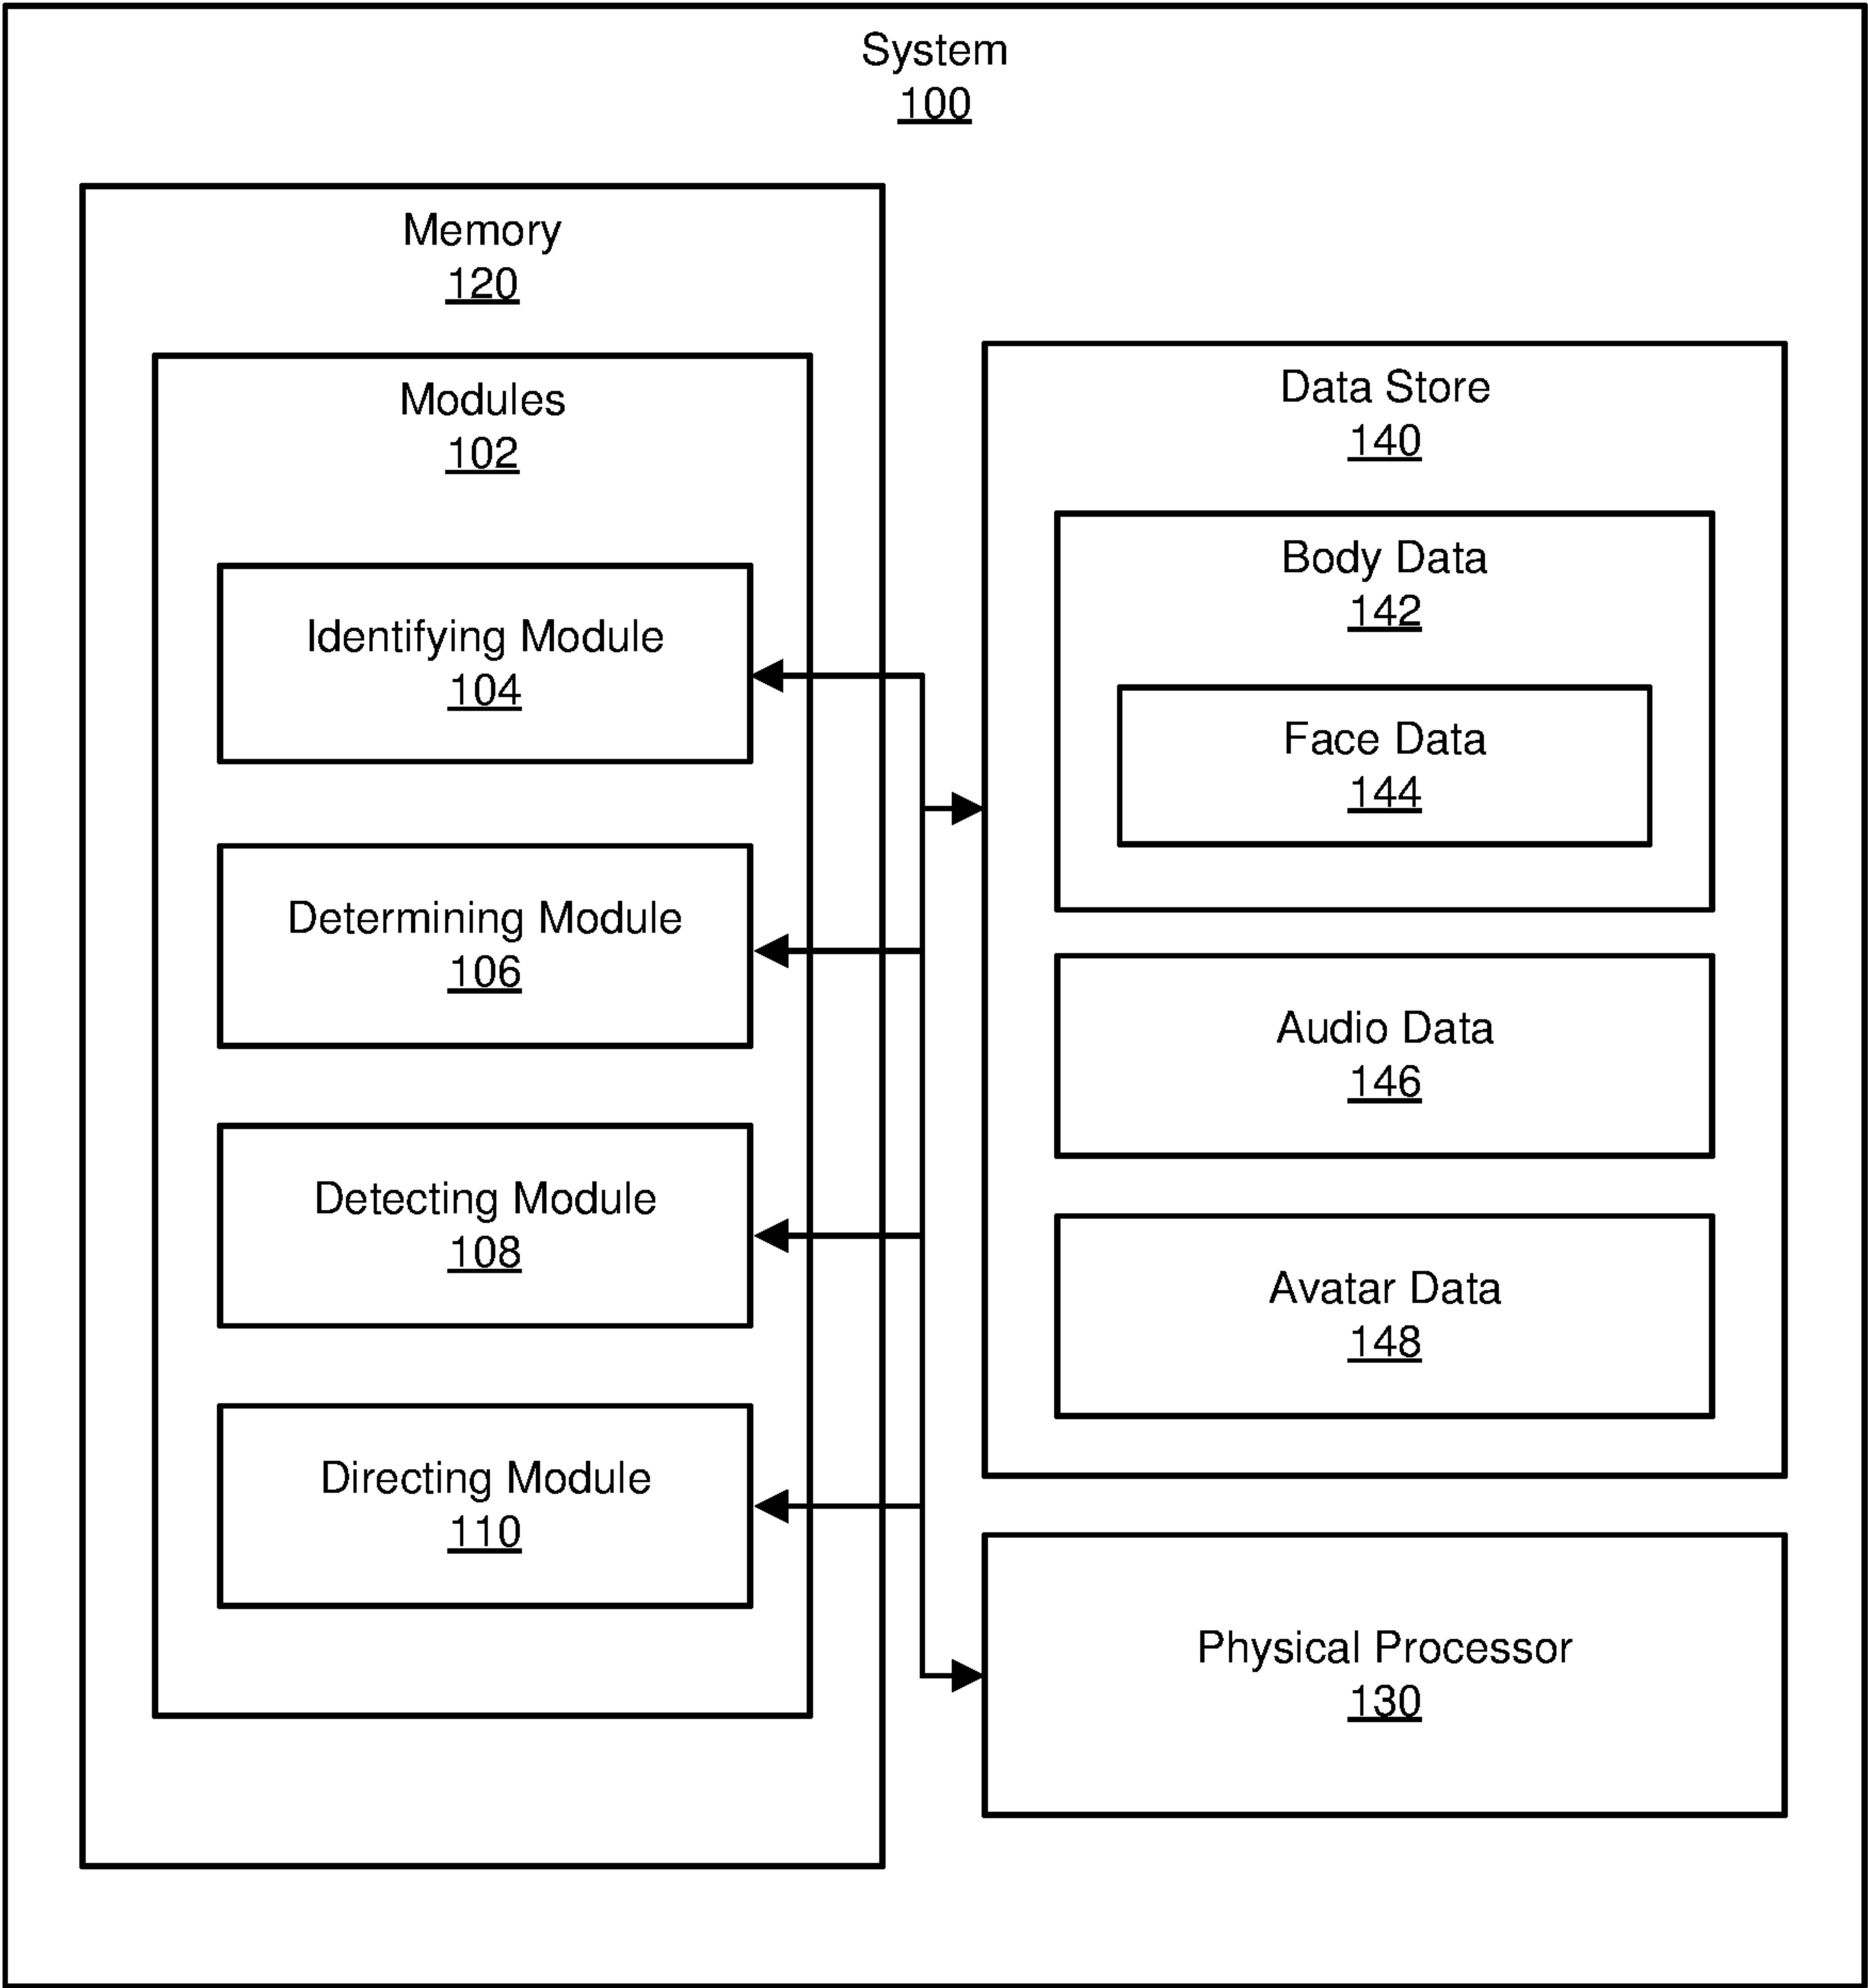 System
100
Memory
120
Modules
102
Identifying Module
104
Determining Module
106
Detecting Module
108
Directing Module
110
Data Store
140
Body Data
142
Face Data
144
Audio Data
146
Avatar Data
148
Physical Processor
130